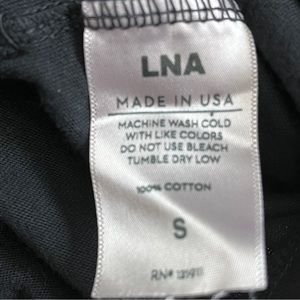 LNA
MADE IN USA
MACHINE WASH COLD
WITH LIKE COLORS
DO NOT USE BLEACH
TUMBLE DRY LOW
100% COTTON
S
RN#